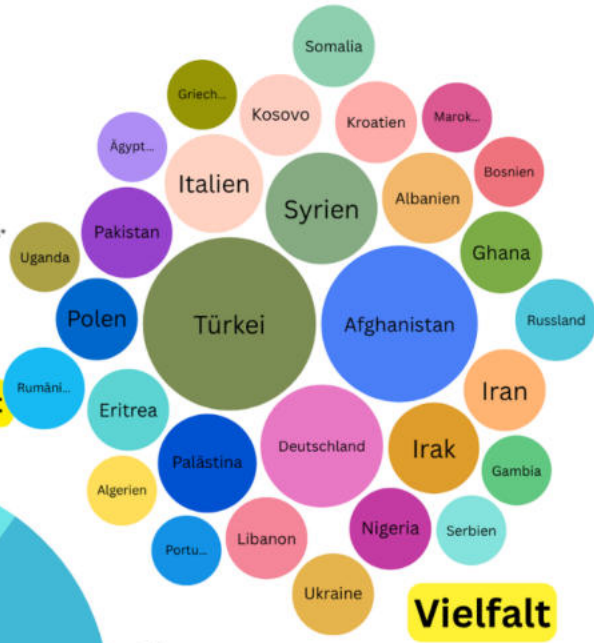 Somalia
Griech...
Kosovo
Kroatien
Marok...
Ägypt...
Bosnien
Italien
Syrien
Albanien
Pakistan
Ghana
Uganda
Polen
Türkei
Afghanistan
Russland
Rumäni...
Eritrea
Iran
Deutschland
Irak
Palästina
Gambia
Algerien
Nigeria
Serbien
Portu...
Libanon
Ukraine
Vielfalt